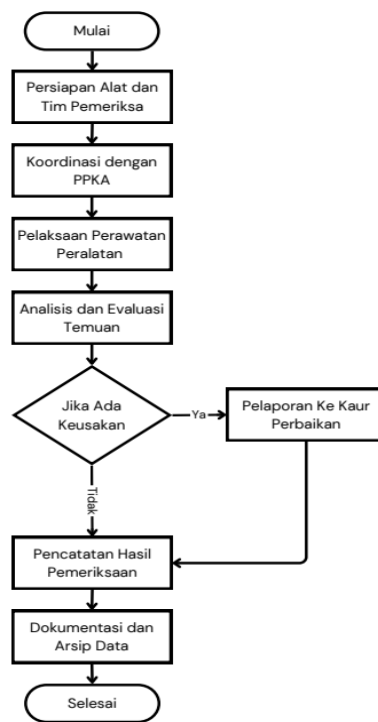 Mulai
Persiapan Alat dan
Tim Pemeriksa
Koordinasi dengan
PPKA
Pelaksaan Perawatan
Peralatan
Analisis dan Evaluasi
Temuan
Jika Ada
Keusakan
Ya
Pelaporan Ke Kaur
Perbaikan
Tidak
Pencatatan Hasil
Pemeriksaan
Dokumentasi dan
Arsip Data
Selesai